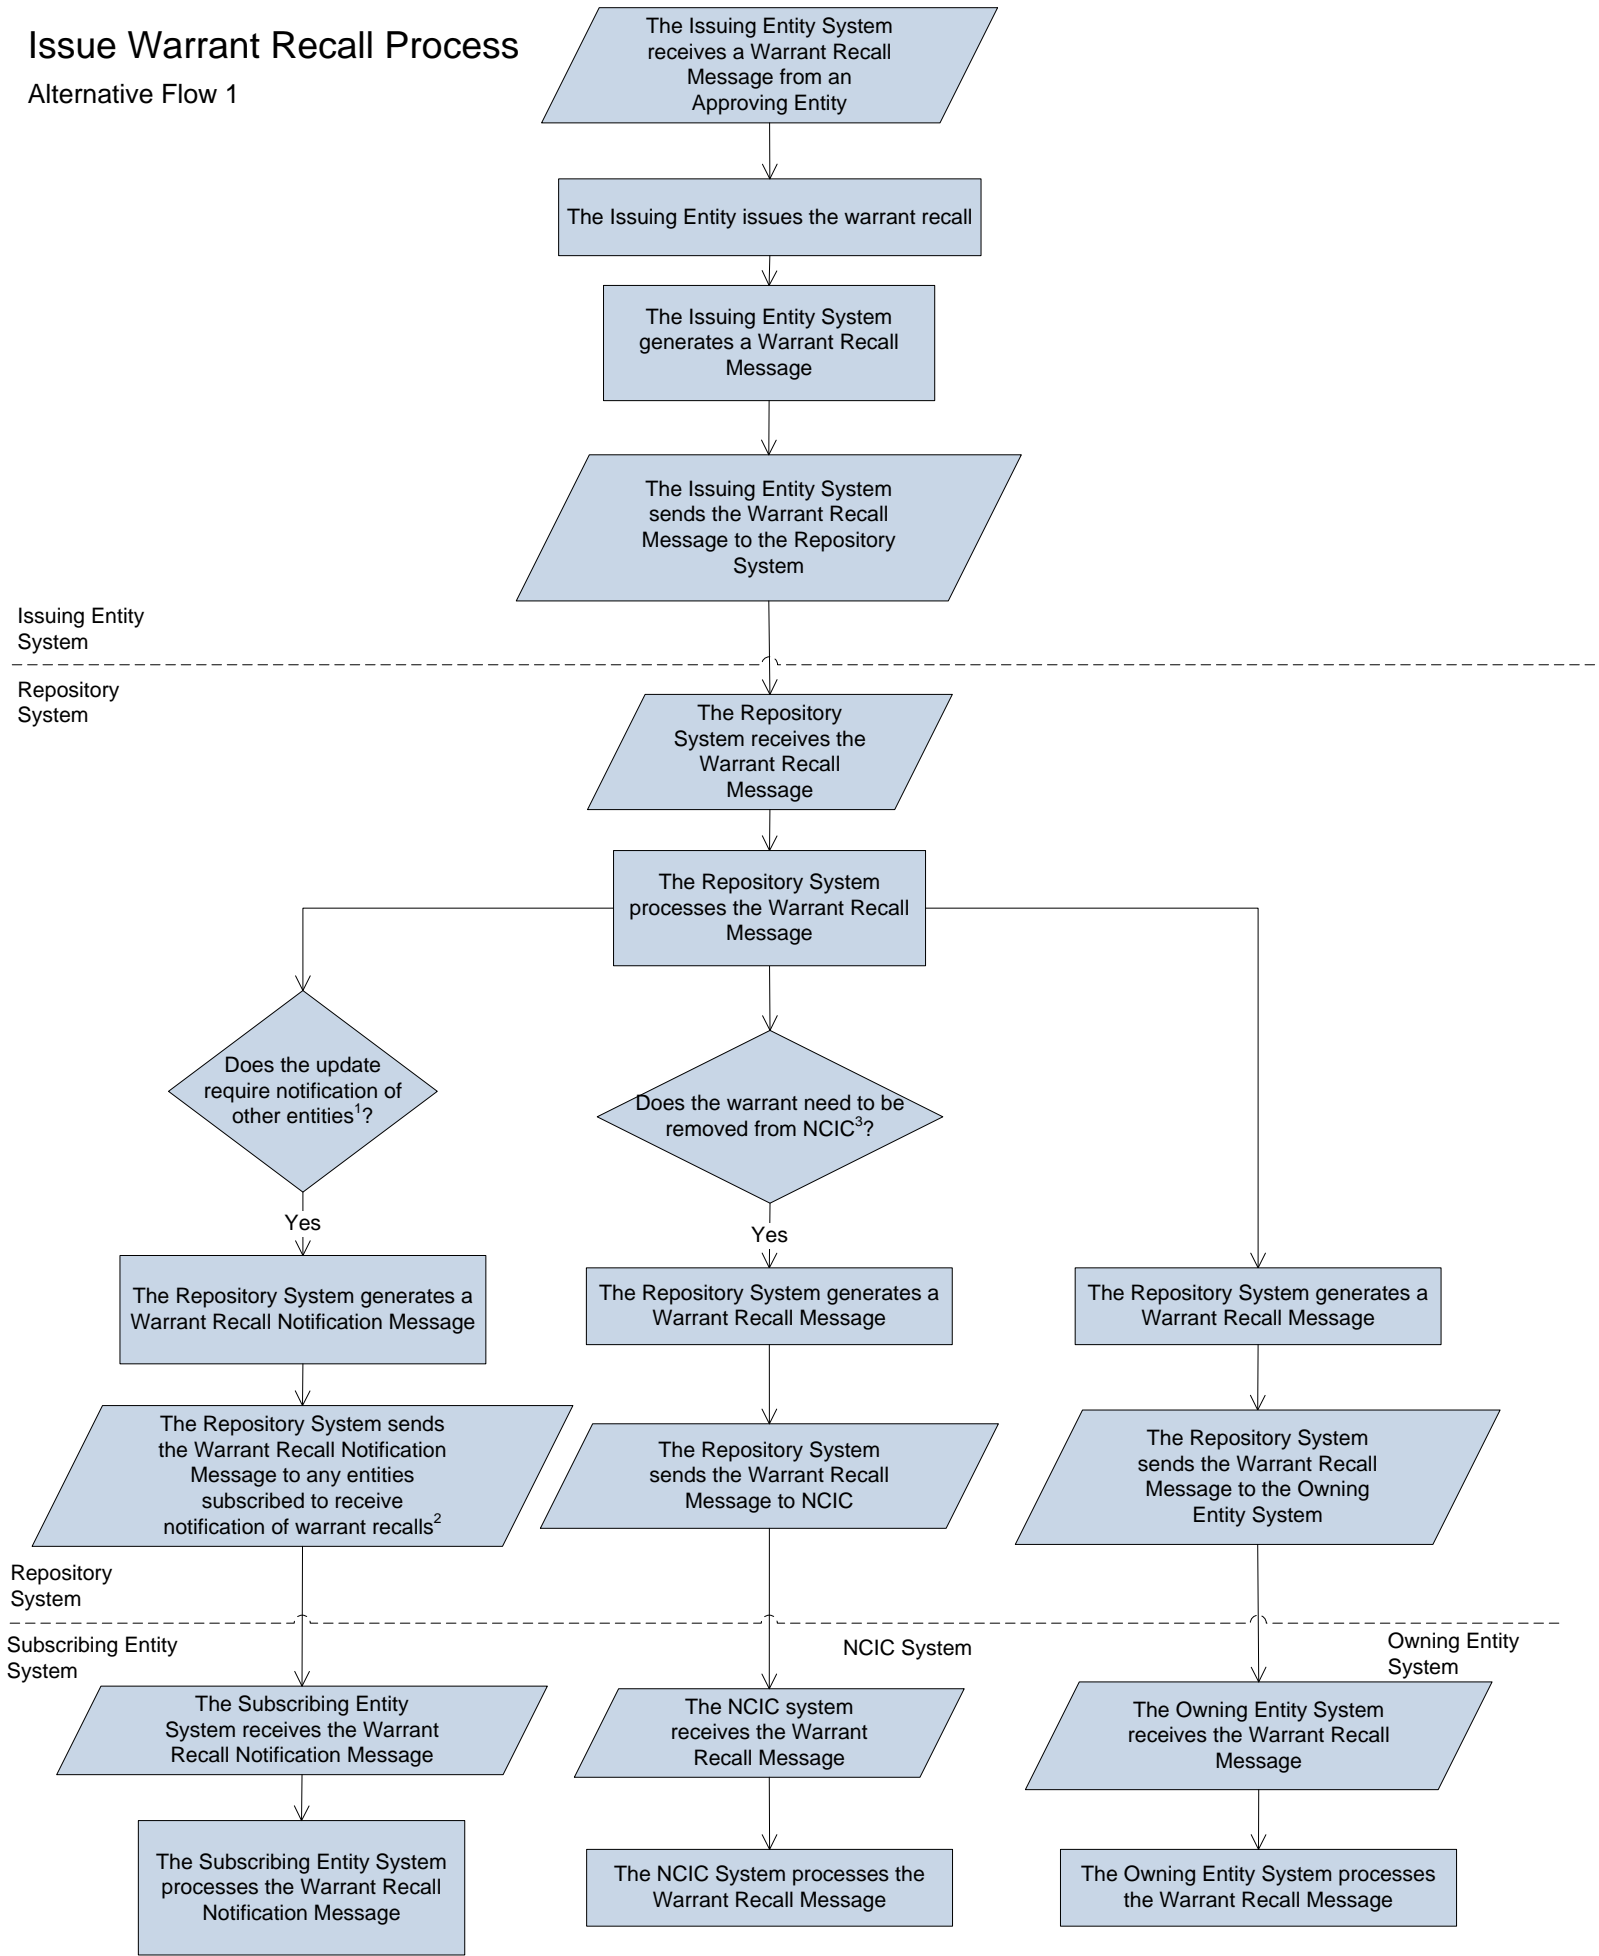 Issue Warrant Recall Process
Alternative Flow 1
The Issuing Entity System
receives a Warrant Recall
Message from an
Approving Entity
The Issuing Entity issues the warrant recall
The Issuing Entity System
generates a Warrant Recall
Message
The Issuing Entity System
sends the Warrant Recall
Message to the Repository
System
Issuing Entity
System
Repository
System
The Repository
System receives the
Warrant Recall
Message
The Repository System
processes the Warrant Recall
Message
Does the update
require notification of
other entities¹?
Yes
Does the warrant need to be
removed from NCIC³?
Yes
The Repository System generates a
Warrant Recall Notification Message
The Repository System generates a
Warrant Recall Message
The Repository System generates a
Warrant Recall Message
The Repository System sends
the Warrant Recall Notification
Message to any entities
subscribed to receive
notification of warrant recalls²
The Repository System
sends the Warrant Recall
Message to NCIC
The Repository System
sends the Warrant Recall
Message to the Owning
Entity System
Repository
System
Subscribing Entity
System
NCIC System
Owning Entity
System
The Subscribing Entity
System receives the Warrant
Recall Notification Message
The NCIC system
receives the Warrant
Recall Message
The Owning Entity System
receives the Warrant Recall
Message
The Subscribing Entity System
processes the Warrant Recall
Notification Message
The NCIC System processes the
Warrant Recall Message
The Owning Entity System processes
the Warrant Recall Message